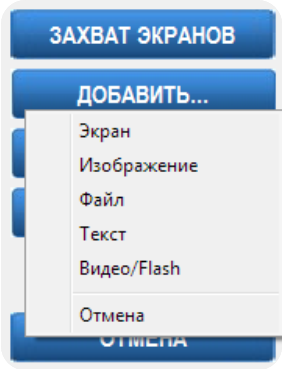 ЗАХВАТ ЭКРАНОВ
ДОБАВИТЬ...
Экран
Изображение
Файл
Текст
Видео/Flash
Отмена
ОТМЕНА